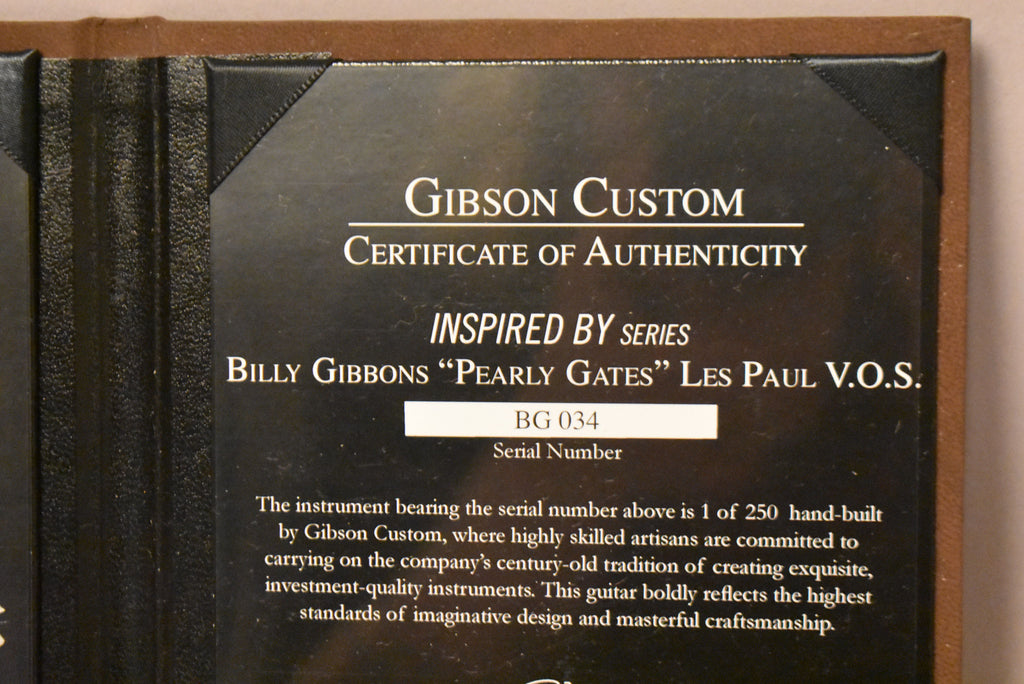 GIBSON CUSTOM
CERTIFICATE OF AUTHENTICITY
INSPIRED BY SERIES
BILLY GIBBONS “PEARLY GATES” LES PAUL V.O.S.
BG 034
Serial Number
The instrument bearing the serial number above is 1 of 250 hand-built
by Gibson Custom, where highly skilled artisans are committed to
carrying on the company’s century-old tradition of creating exquisite,
investment-quality instruments. This guitar boldly reflects the highest
standards of imaginative design and masterful craftsmanship.